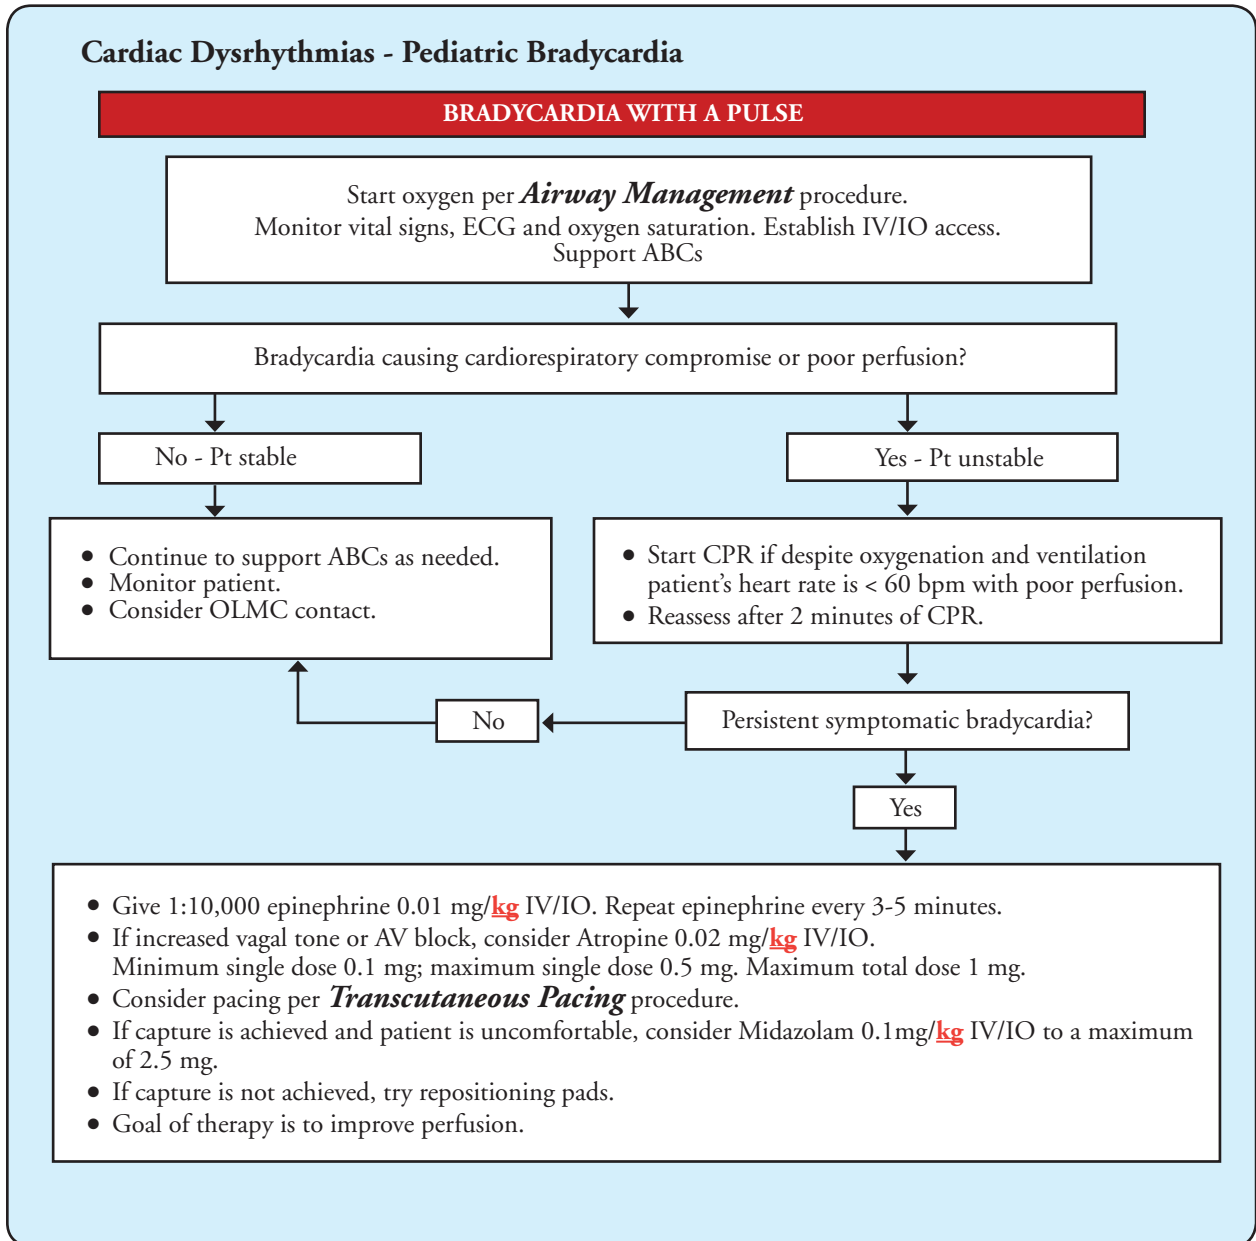 Cardiac Dysrhythmias - Pediatric Bradycardia
BRADYCARDIA WITH A PULSE
Start oxygen per Airway Management procedure.
Monitor vital signs, ECG and oxygen saturation. Establish IV/IO access.
Support ABCs
Bradycardia causing cardiorespiratory compromise or poor perfusion?
No - Pt stable
Yes - Pt unstable
• Continue to support ABCs as needed.
• Monitor patient.
• Consider OLMC contact.
• Start CPR if despite oxygenation and ventilation
patient's heart rate is < 60 bpm with poor perfusion.
• Reassess after 2 minutes of CPR.
No
Persistent symptomatic bradycardia?
Yes
• Give 1:10,000 epinephrine 0.01 mg/kg IV/IO. Repeat epinephrine every 3-5 minutes.
• If increased vagal tone or AV block, consider Atropine 0.02 mg/kg IV/IO.
Minimum single dose 0.1 mg; maximum single dose 0.5 mg. Maximum total dose 1 mg.
• Consider pacing per Transcutaneous Pacing procedure.
• If capture is achieved and patient is uncomfortable, consider Midazolam 0.1mg/kg IV/IO to a maximum
of 2.5 mg.
• If capture is not achieved, try repositioning pads.
• Goal of therapy is to improve perfusion.